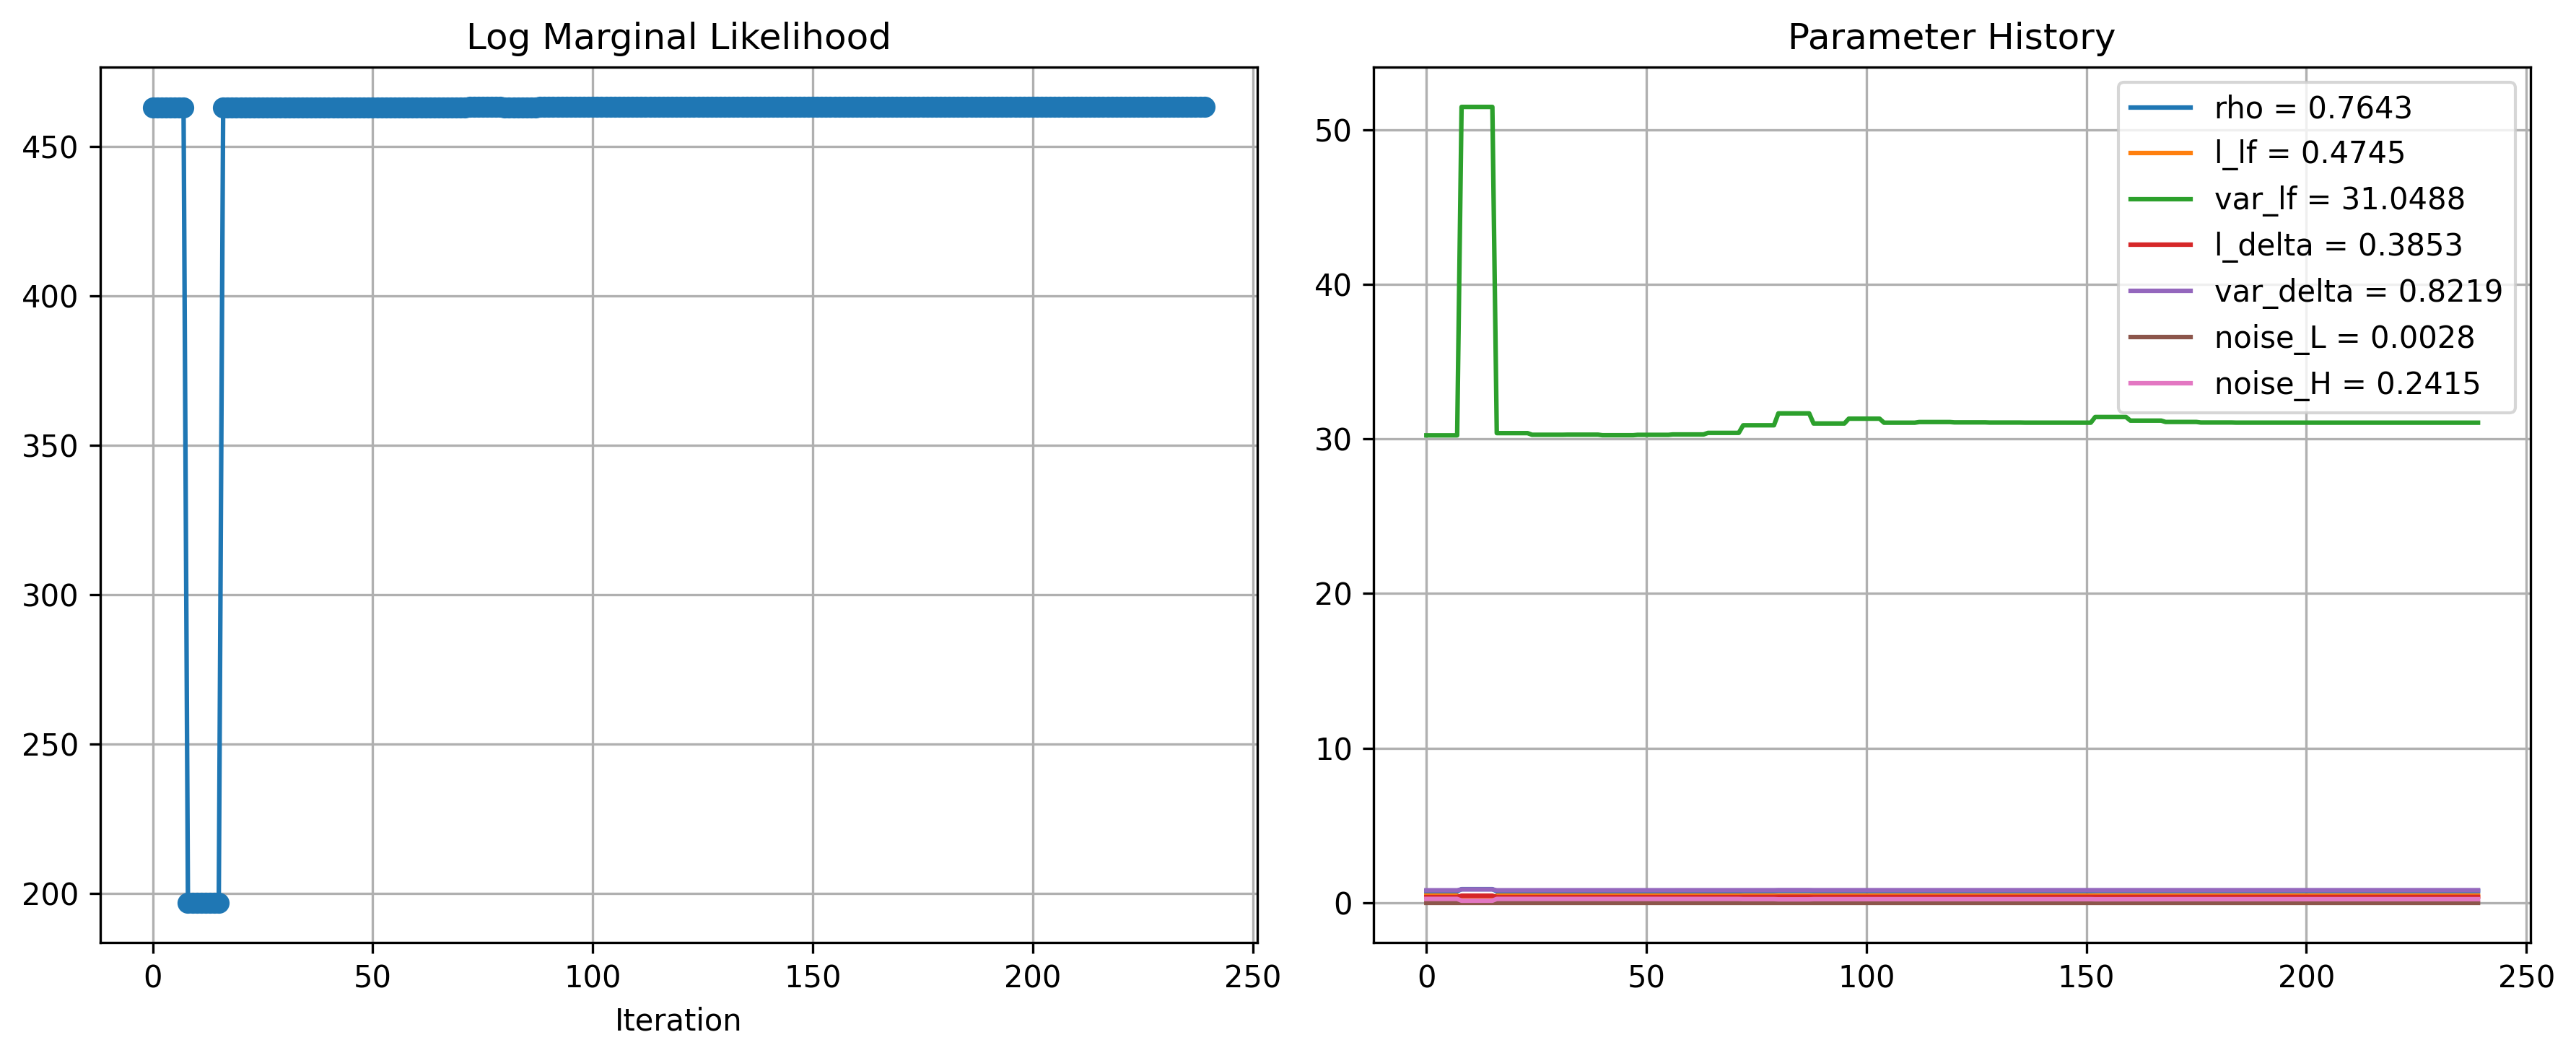 Log Marginal Likelihood
450
400
350
300
250
200
0
50
100
150
200
250
Iteration
Parameter History
50
40
30
20
10
0
0
50
100
150
200
250
rho = 0.7643
l_lf = 0.4745
var_lf = 31.0488
l_delta = 0.3853
var_delta = 0.8219
noise_L = 0.0028
noise_H = 0.2415